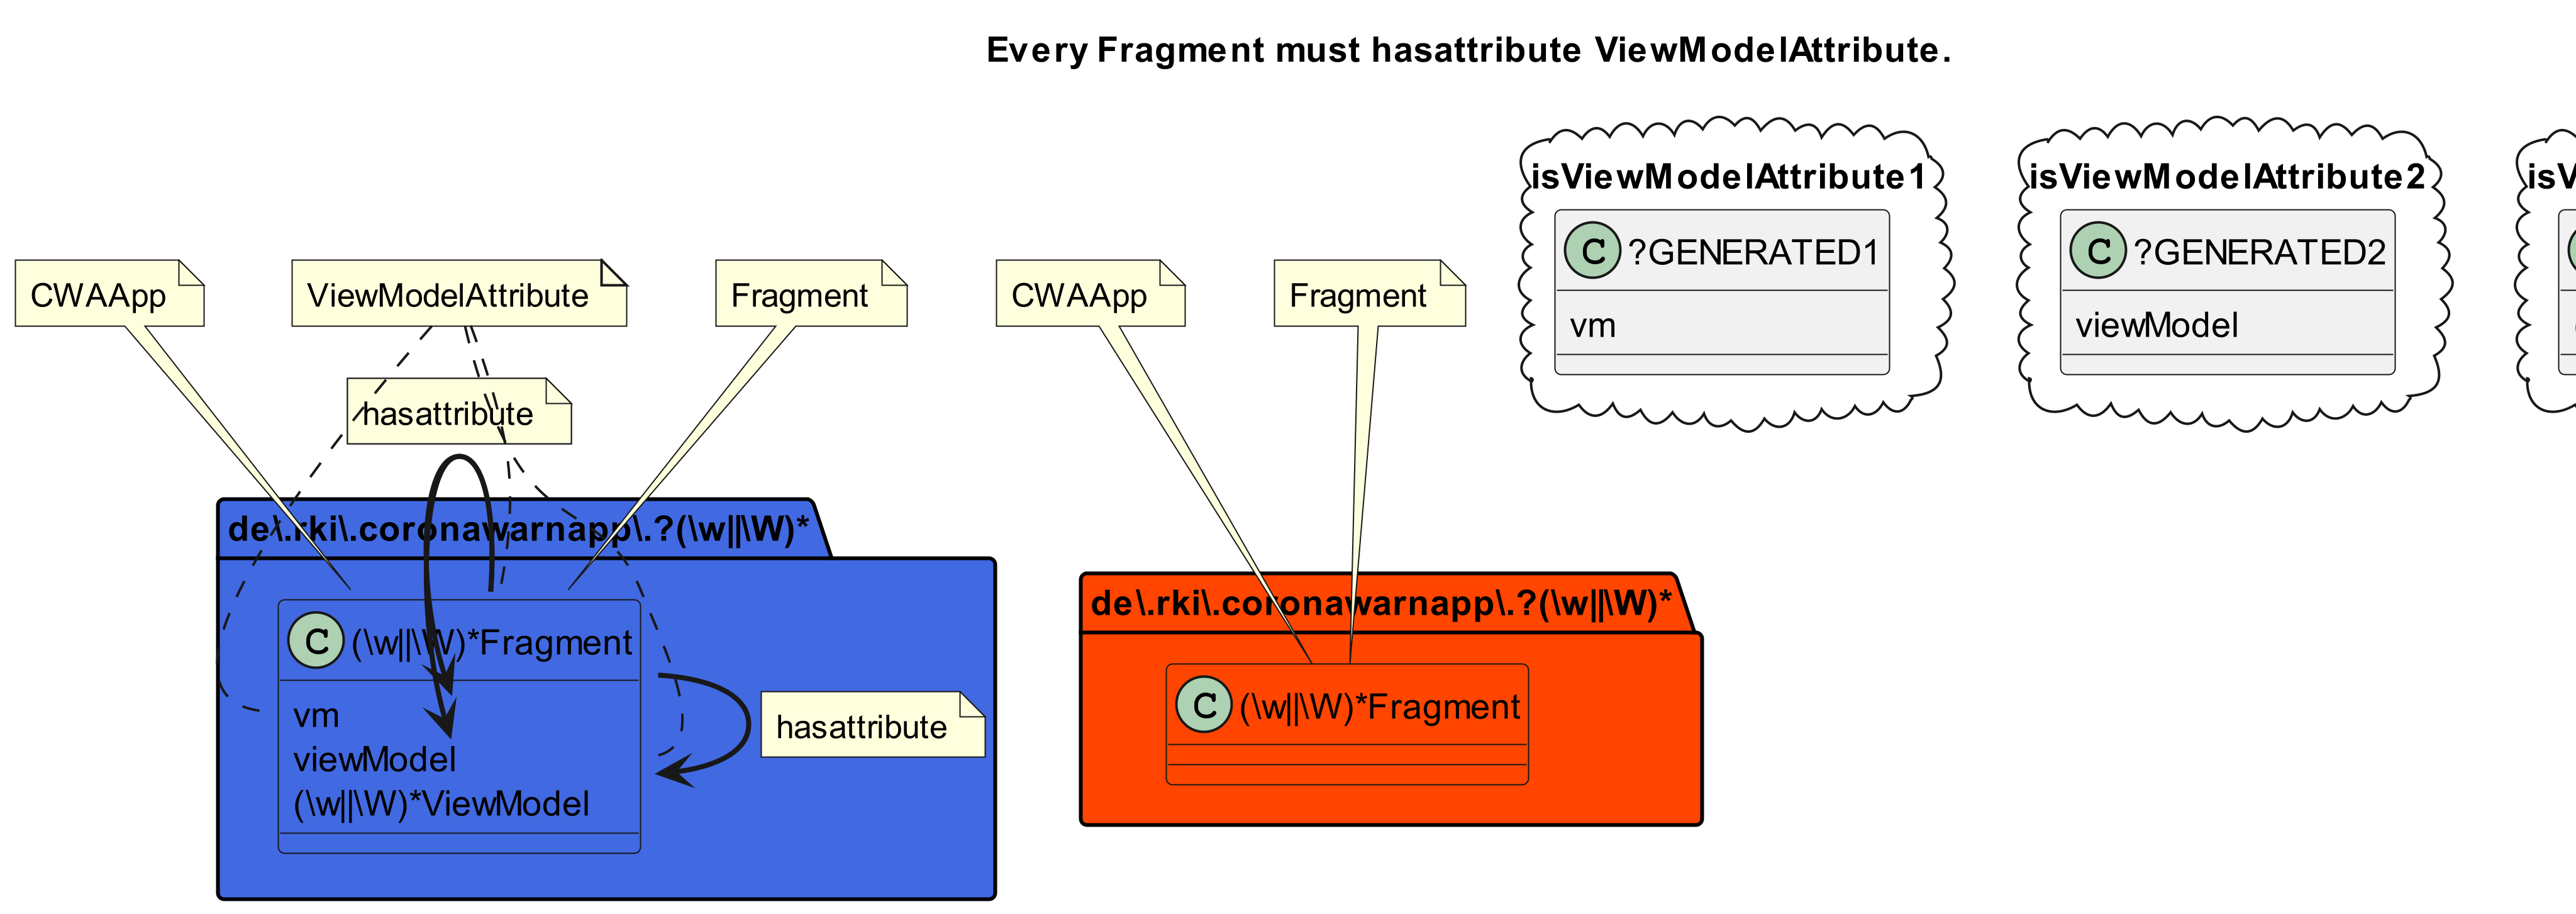 Every Fragment must hasattribute ViewModelAttribute.
isViewModelAttribute1
C ?GENERATED1
vm
isViewModelAttribute2
C ?GENERATED2
viewModel
isV
CWAApp
ViewModelAttribute
Fragment
hasattribute
de\.rki\.coronawarnapp\.?(\w||\W)*
C (\w||\W)*Fragment
vm
viewModel
(\w||\W)*ViewModel
hasattribute
CWAApp
Fragment
de\.rki\.coronawarnapp\.?(\w||\W)*
C (\w||\W)*Fragment